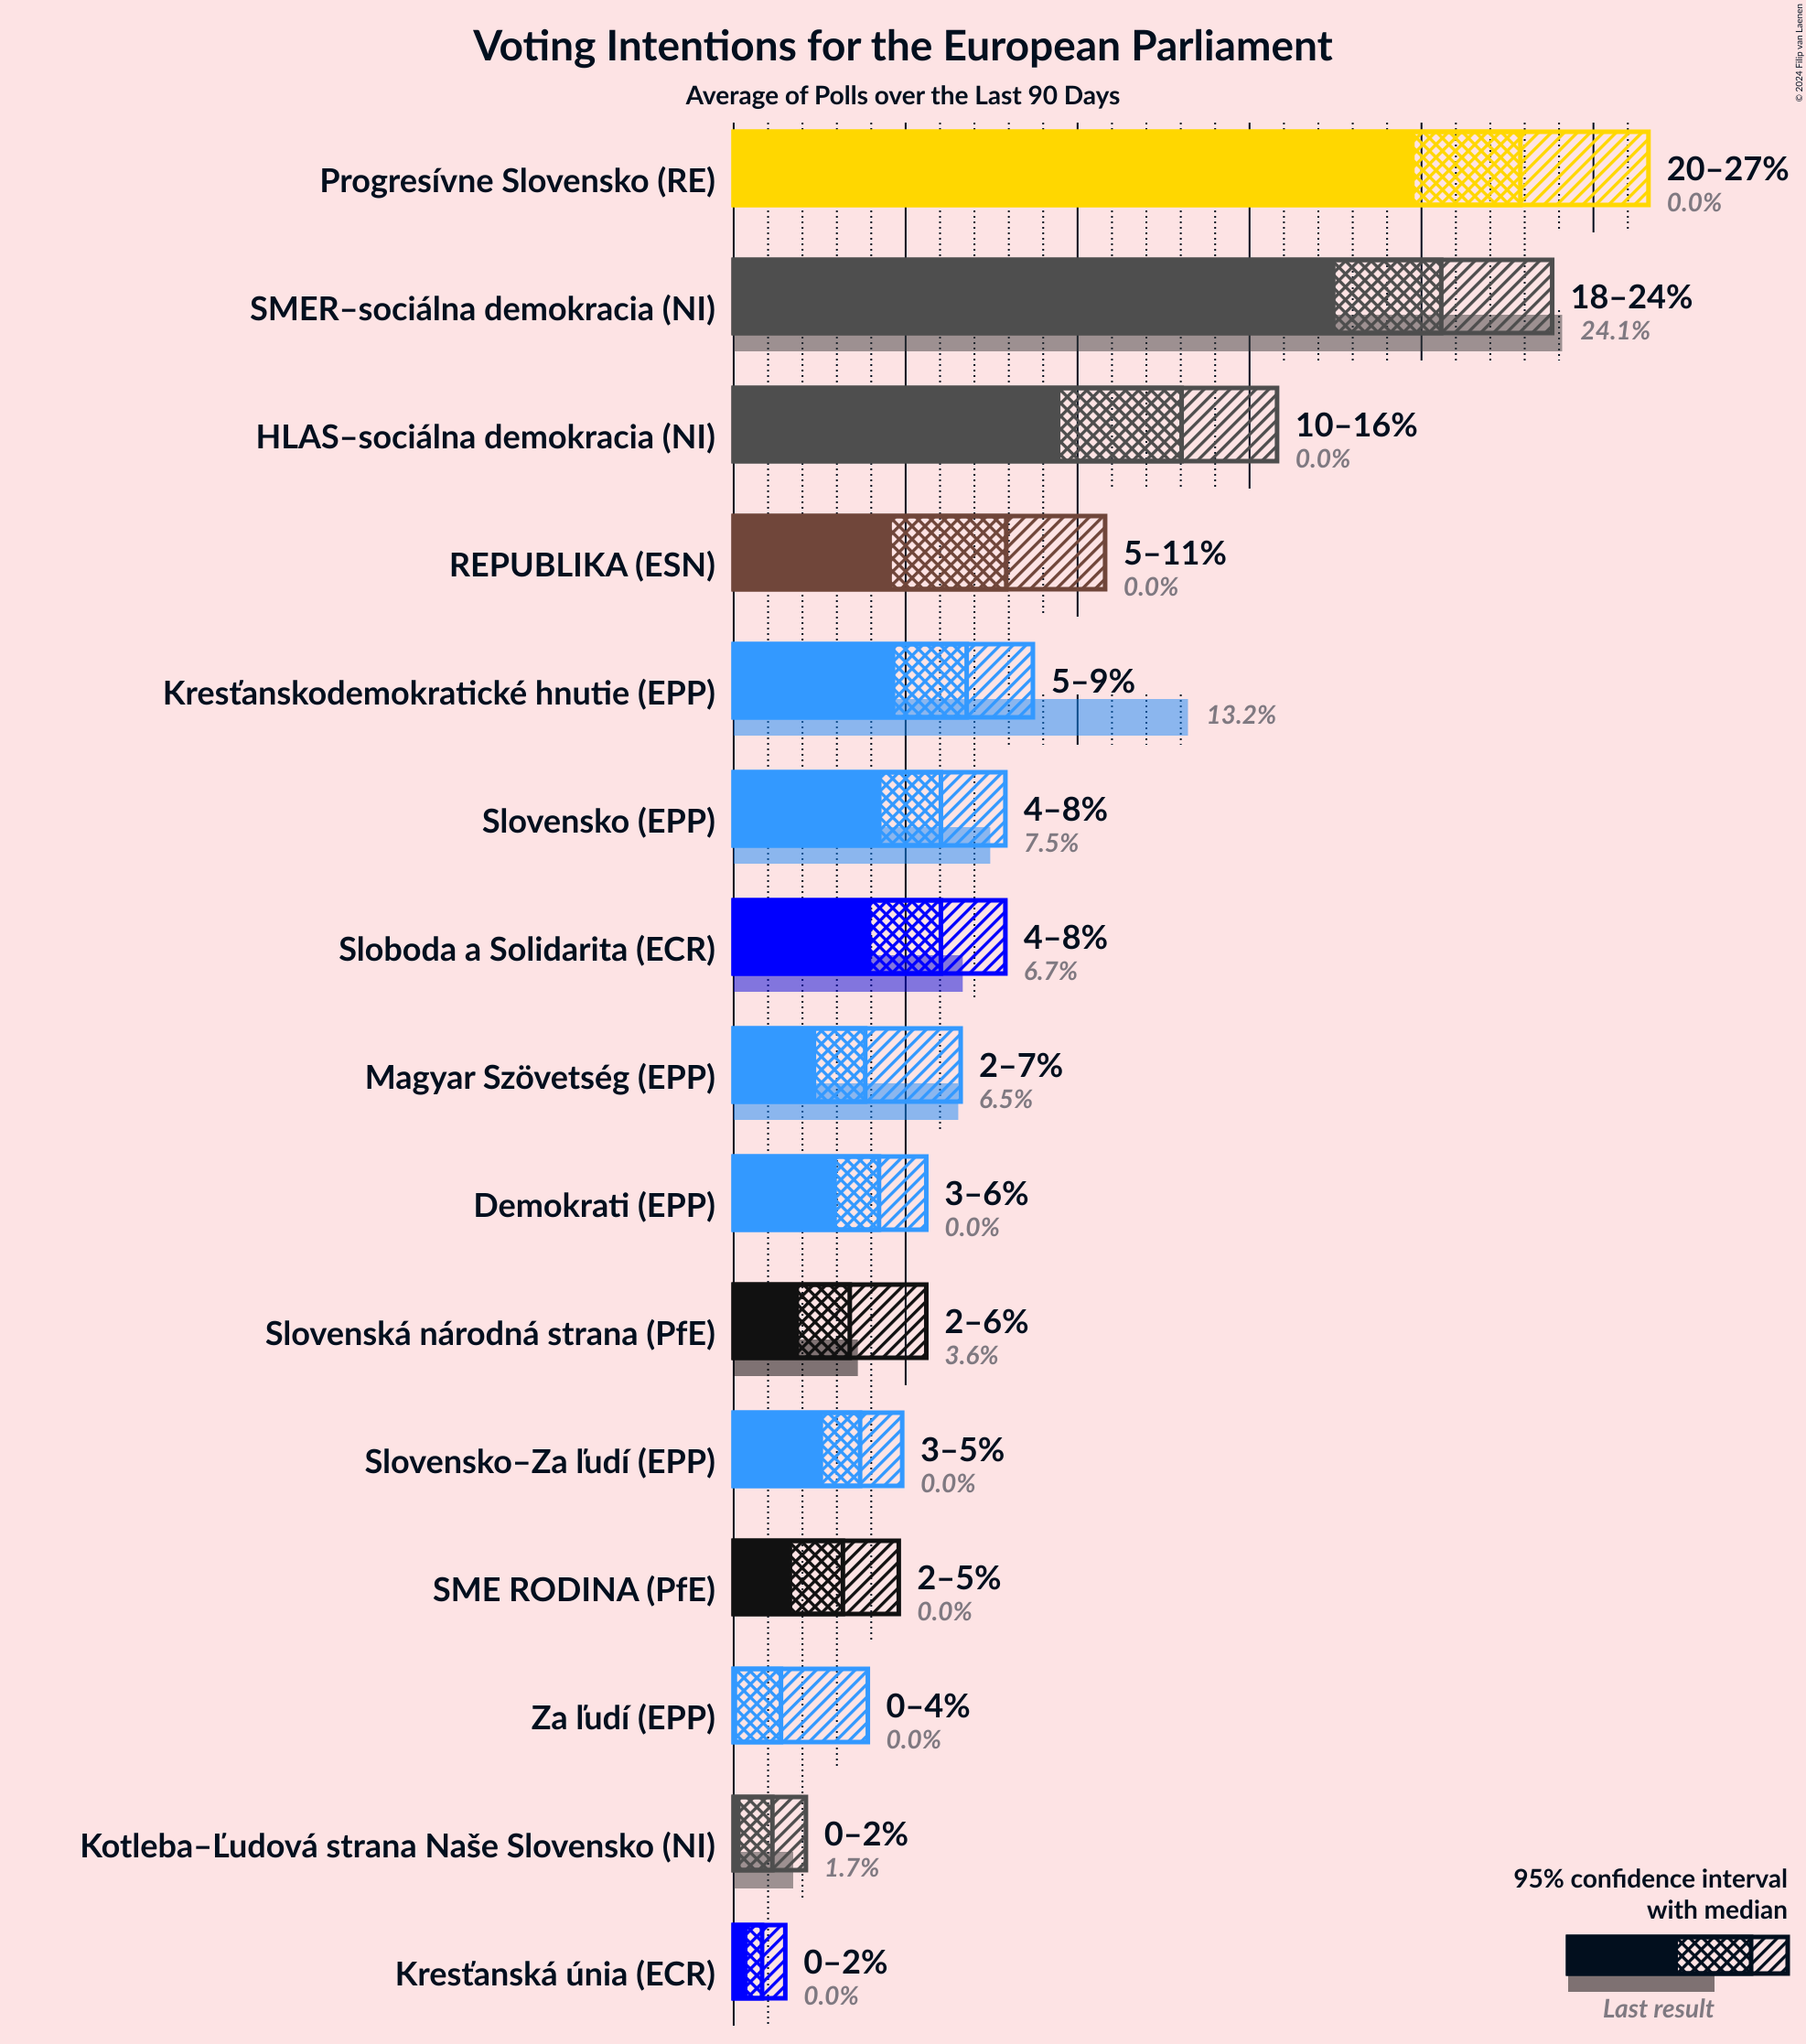 Voting Intentions for the European Parliament
Average of Polls over the Last 90 Days
© 2024 Filip van Laenen
Progresívne Slovensko (RE)
20–27%
0.0%
SMER–sociálna demokracia (NI)
18–24%
24.1%
HLAS–sociálna demokracia (NI)
10–16%
0.0%
REPUBLIKA (ESN)
5–11%
0.0%
Kresťanskodemokratické hnutie (EPP)
5–9%
13.2%
Slovensko (EPP)
4–8%
7.5%
Sloboda a Solidarita (ECR)
4–8%
6.7%
Magyar Szövetség (EPP)
2–7%
6.5%
Demokrati (EPP)
3–6%
0.0%
Slovenská národná strana (PfE)
2–6%
3.6%
Slovensko–Za ľudí (EPP)
3–5%
0.0%
SME RODINA (PfE)
2–5%
0.0%
Za ľudí (EPP)
0–4%
0.0%
Kotleba–Ľudová strana Naše Slovensko (NI)
0–2%
1.7%
Kresťanská únia (ECR)
0–2%
0.0%
95% confidence interval
with median
Last result